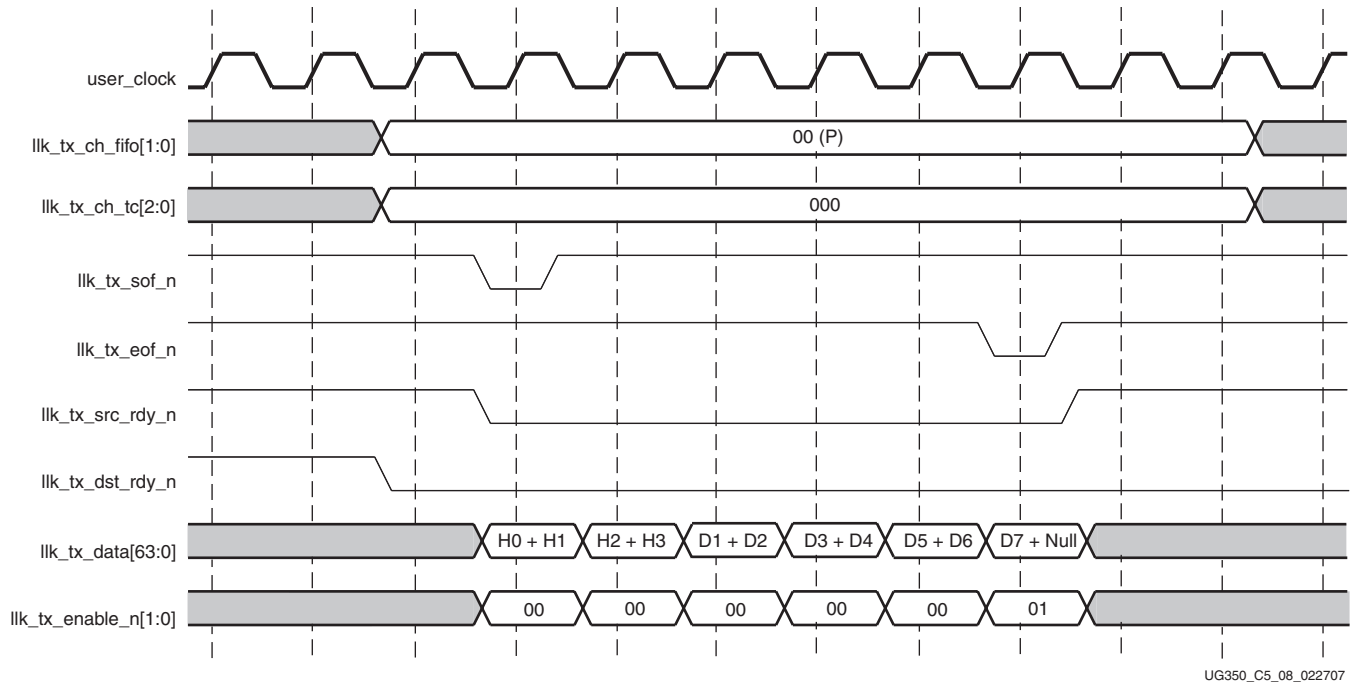 user_clock
llk_tx_ch_fifo[1:0]
00 (P)
llk_tx_ch_tc[2:0]
000
llk_tx_sof_n
llk_tx_eof_n
llk_tx_src_rdy_n
llk_tx_dst_rdy_n
llk_tx_data[63:0]
H0 + H1 H2 + H3 D1 + D2 D3 + D4 D5 + D6 D7 + Null
llk_tx_enable_n[1:0]
00 00 00 00 00 01
UG350_C5_08_022707